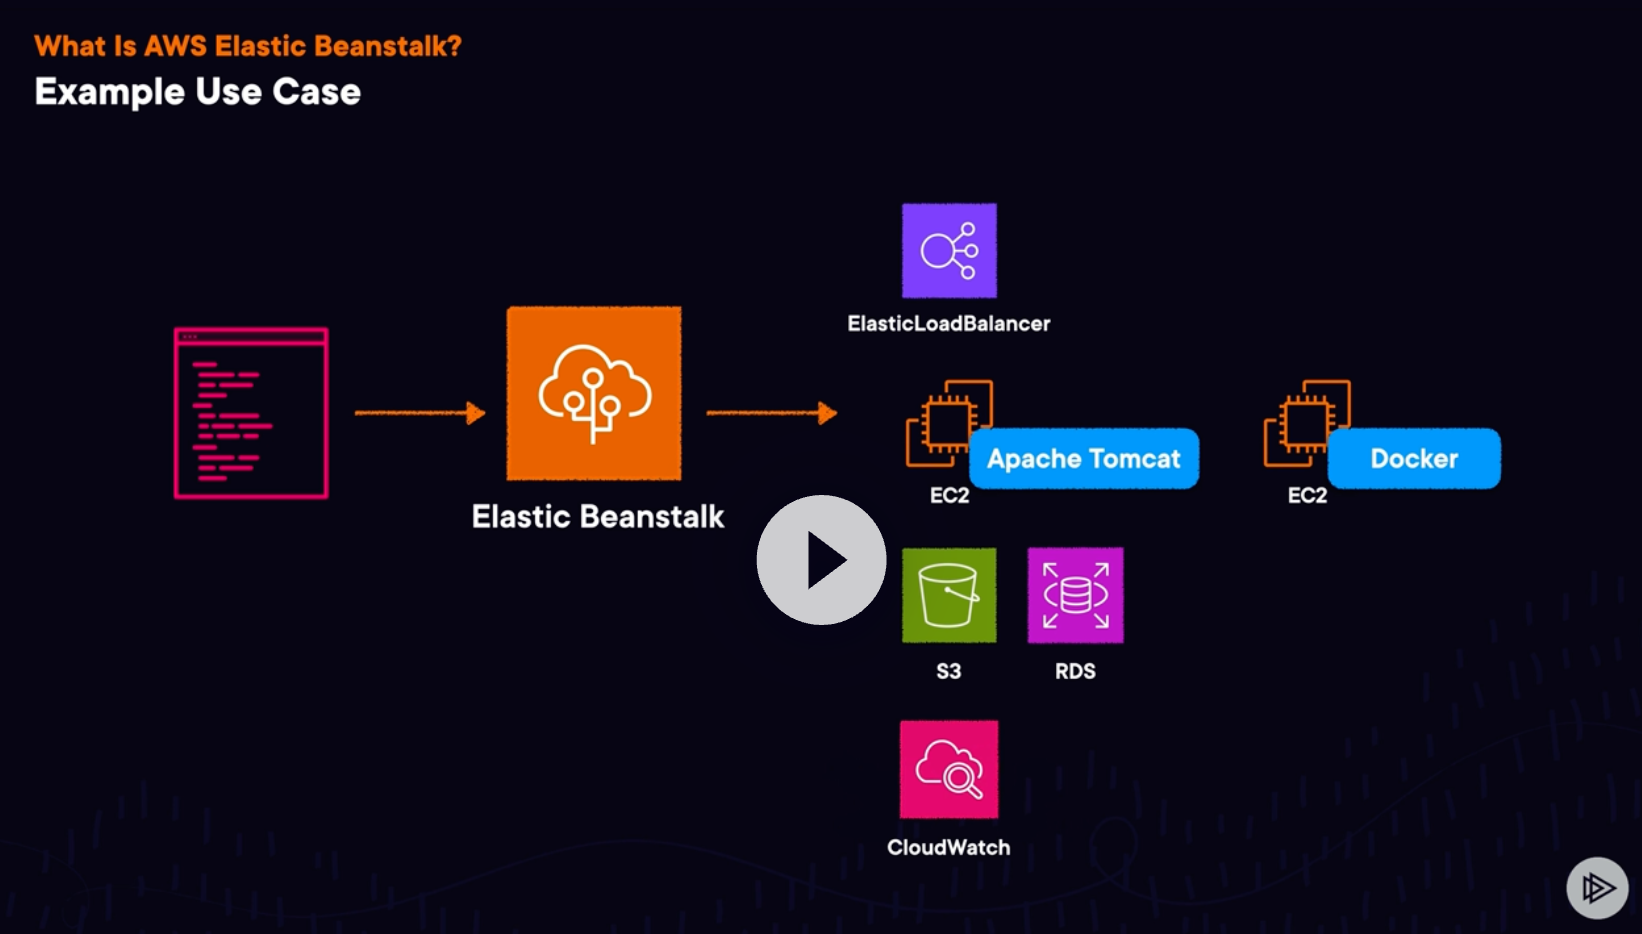 What Is AWS Elastic Beanstalk?
Example Use Case
ElasticLoadBalancer
Elastic Beanstalk
Apache Tomcat
EC2
Docker
EC2
S3
RDS
CloudWatch